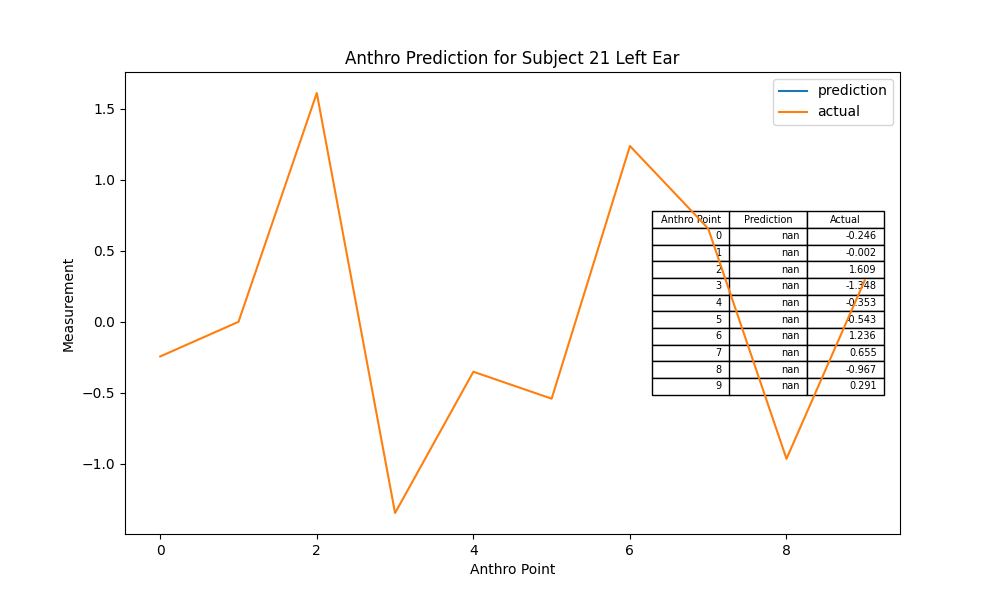 Anthro Prediction for Subject 21 Left Ear
prediction
actual
1.5
1.0
0.5
0.0
−0.5
−1.0
Measurement
Anthro Point Prediction Actual
0 nan -0.246
1 nan -0.002
2 nan 1.609
3 nan -1.348
4 nan -0.353
5 nan -0.543
6 nan 1.236
7 nan 0.655
8 nan -0.967
9 nan 0.291
0 2 4 6 8
Anthro Point